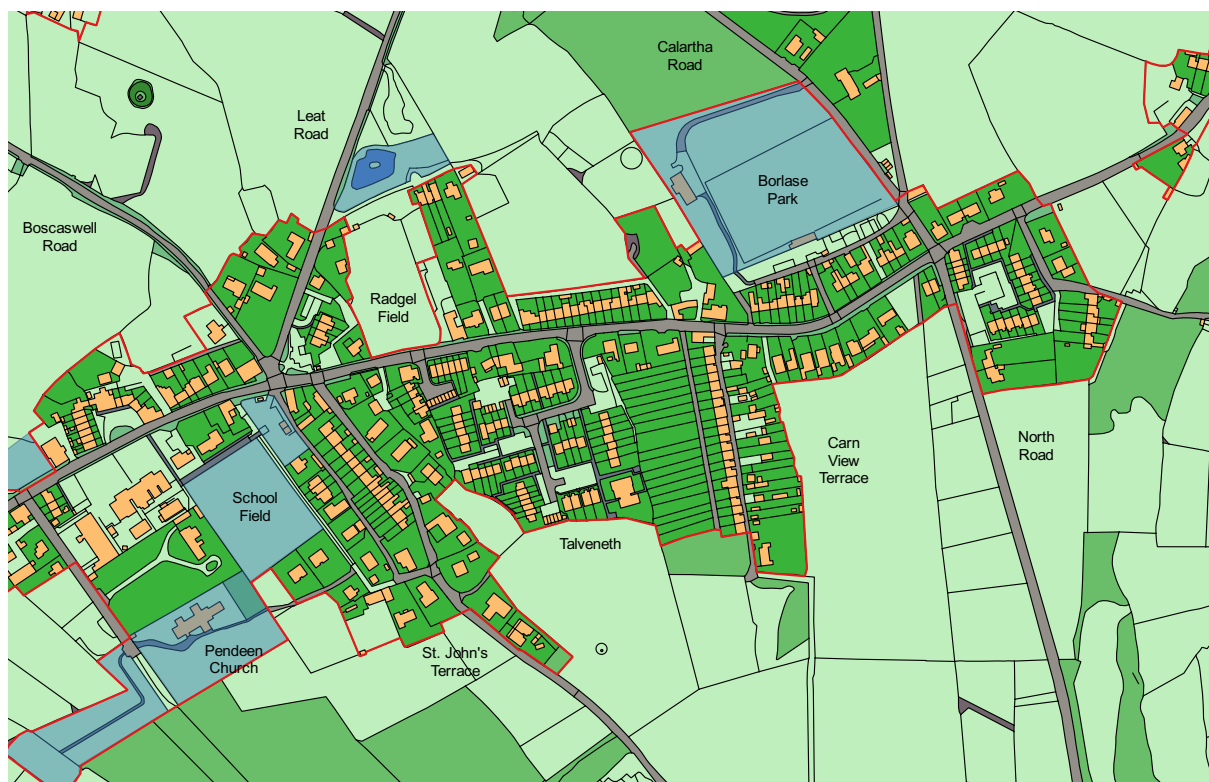 Calartha
Road
Leat
Road
Borlase
Park
Boscaswell
Road
Radgel
Field
Carn
View
Terrace
North
Road
School
Field
Talveneth
Pendeen
Church
St. John's
Terrace